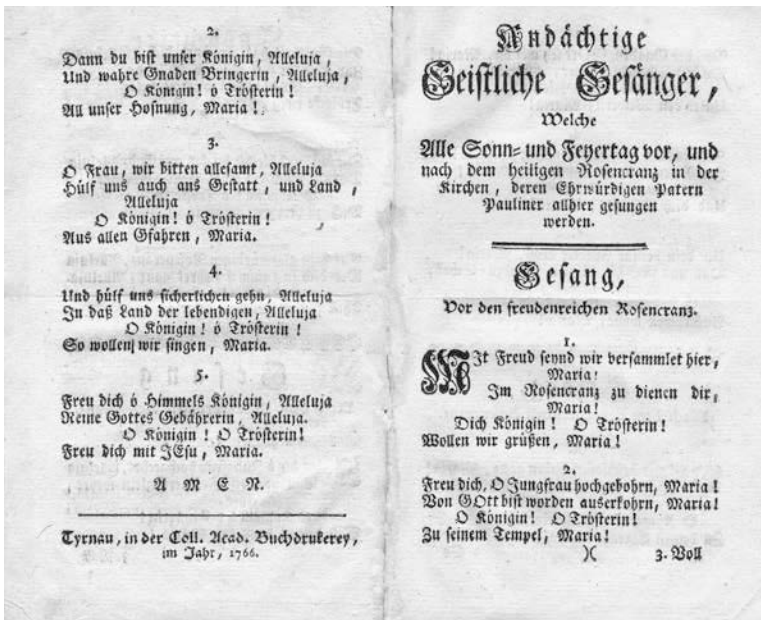 2.
Dann du bist unser Königin, Alleluja,
Und wahre Gnaden Bringerin, Alleluja,
O Königin! ó Trösterin!
All unser Hofnung, Maria!
3.
O Frau, wir bitten allesamt, Alleluja
Hülf uns auch ans Gestatt, und Land,
Alleluja
O Königin! ó Trösterin!
Aus allen Gfahren, Maria.
4.
Und hülf uns sicherlichen gehn, Alleluja
In daß Land der lebendigen, Alleluja
O Königin! ó Trösterin!
So wollen wir singen, Maria.
5.
Freu dich ó Himmels Königin, Alleluja
Reine Gottes Gebährerin, Alleluja.
O Königin! O Trösterin!
Freu dich mit JEsu, Maria.
A M E N.
Tyrnau, in der Coll. Acad. Buchdrukerey,
im Jahr, 1766.
Andächtige
Geistliche Gesänger,
Welche
Alle Sonn- und Feyertag vor, und
nach dem heiligen Rosencranz in der
Kirchen, deren Ehrwürdigen Patern
Pauliner allhier gesungen
werden.
Gesang,
Vor den freudenreichen Rosencranz.
1.
MIt Freud seynd wir versammlet hier,
Maria!
Im Rosencranz zu dienen dir,
Maria!
Dich Königin! O Trösterin!
Wollen wir grüßen, Maria!
2.
Freu dich, O Jungfrau hochgebohrn, Maria!
Von GOtt bist worden auserkohrn, Maria!
O Königin! O Trösterin!
Zu seinem Tempel, Maria!
)( 3. Voll